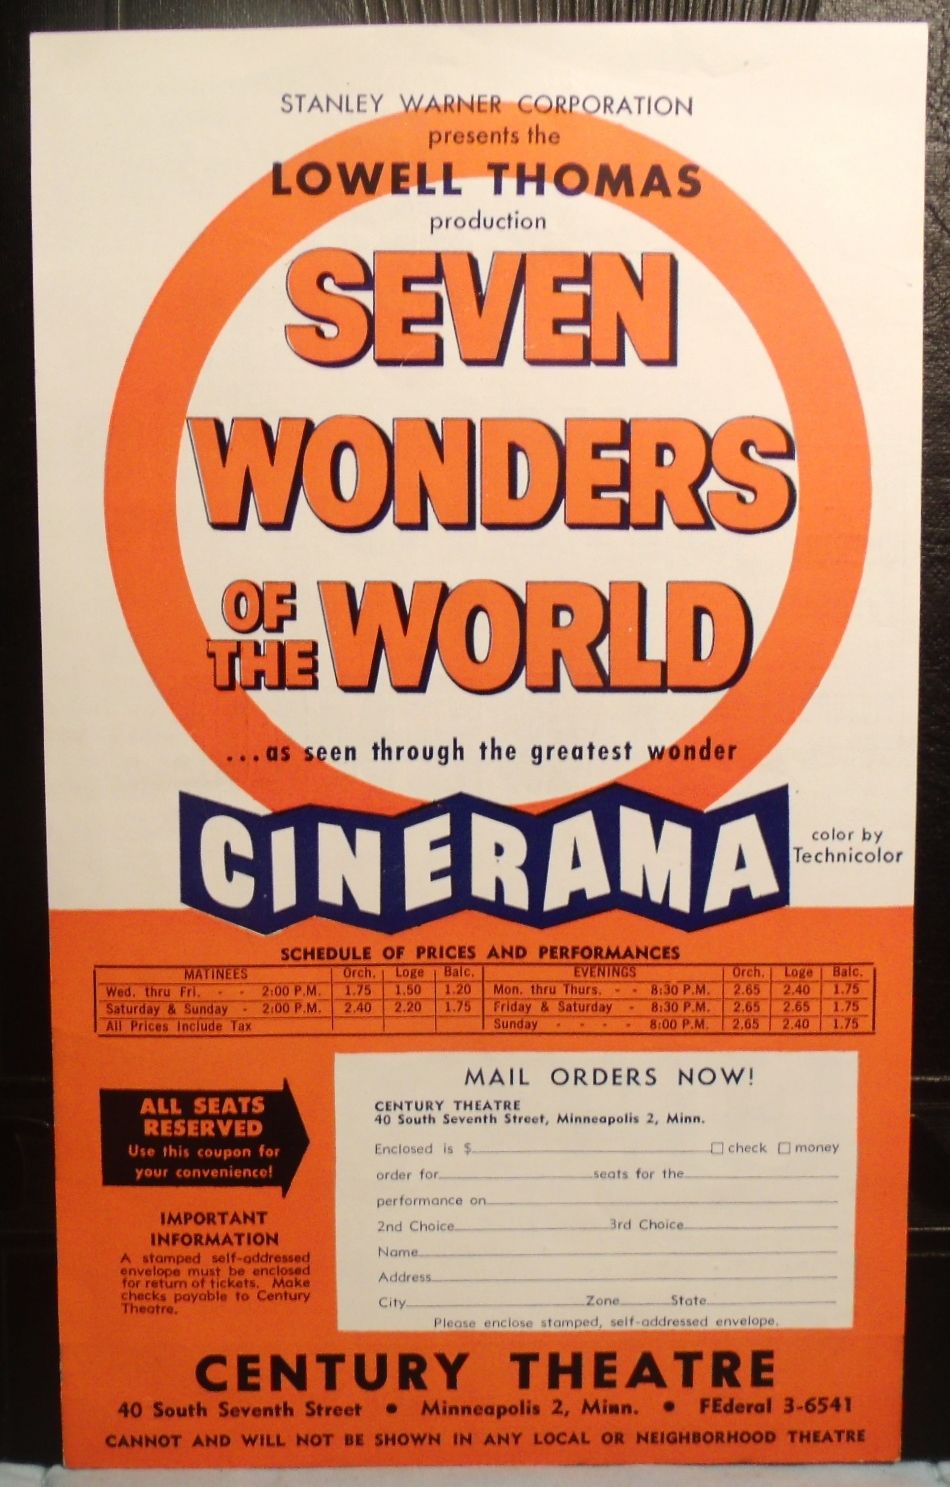 STANLEY WARNER CORPORATION
presents the
LOWELL THOMAS
production
SEVEN
WONDERS
OF THE WORLD
...as seen through the greatest wonder
CINERAMA
color by
Technicolor
SCHEDULE OF PRICES AND PERFORMANCES
MATINEES Orch. Loge Balc. EVENINGS Orch. Loge Balc.
Wed. thru Fri. - - 2:00 P.M. 1.75 1.50 1.20 Mon. thru Thurs. - - 8:30 P.M. 2.65 2.40 1.75
Saturday & Sunday - 2:00 P.M. 2.40 2.20 1.75 Friday & Saturday - 8:30 P.M. 2.65 2.65 1.75
All Prices Include Tax Sunday - - - - 8:00 P.M. 2.65 2.40 1.75
ALL SEATS
RESERVED
Use this coupon for
your convenience!
IMPORTANT
INFORMATION
A stamped self-addressed
envelope must be enclosed
for return of tickets. Make
checks payable to Century
Theatre.
MAIL ORDERS NOW!
CENTURY THEATRE
40 South Seventh Street, Minneapolis 2, Minn.
Enclosed is $ check money
order for seats for the
performance on
2nd Choice 3rd Choice
Name
Address
City Zone State
Please enclose stamped, self-addressed envelope.
CENTURY THEATRE
40 South Seventh Street • Minneapolis 2, Minn. • FEderal 3-6541
CANNOT AND WILL NOT BE SHOWN IN ANY LOCAL OR NEIGHBORHOOD THEATRE